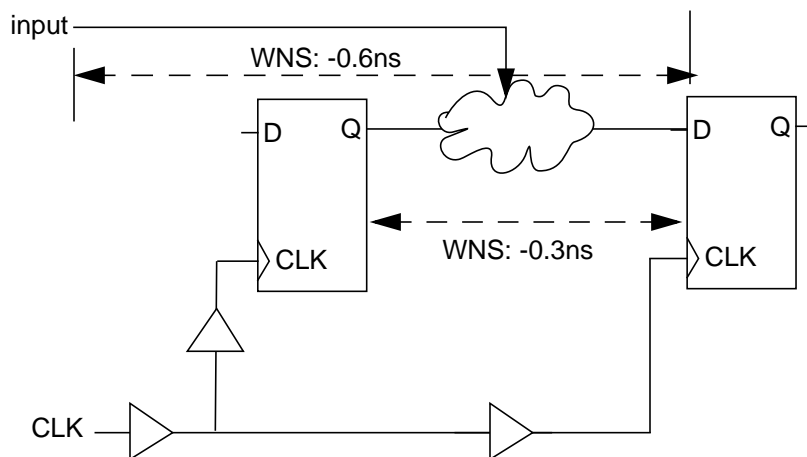 input
WNS: -0.6ns
D Q
D Q
WNS: -0.3ns
CLK
CLK
CLK